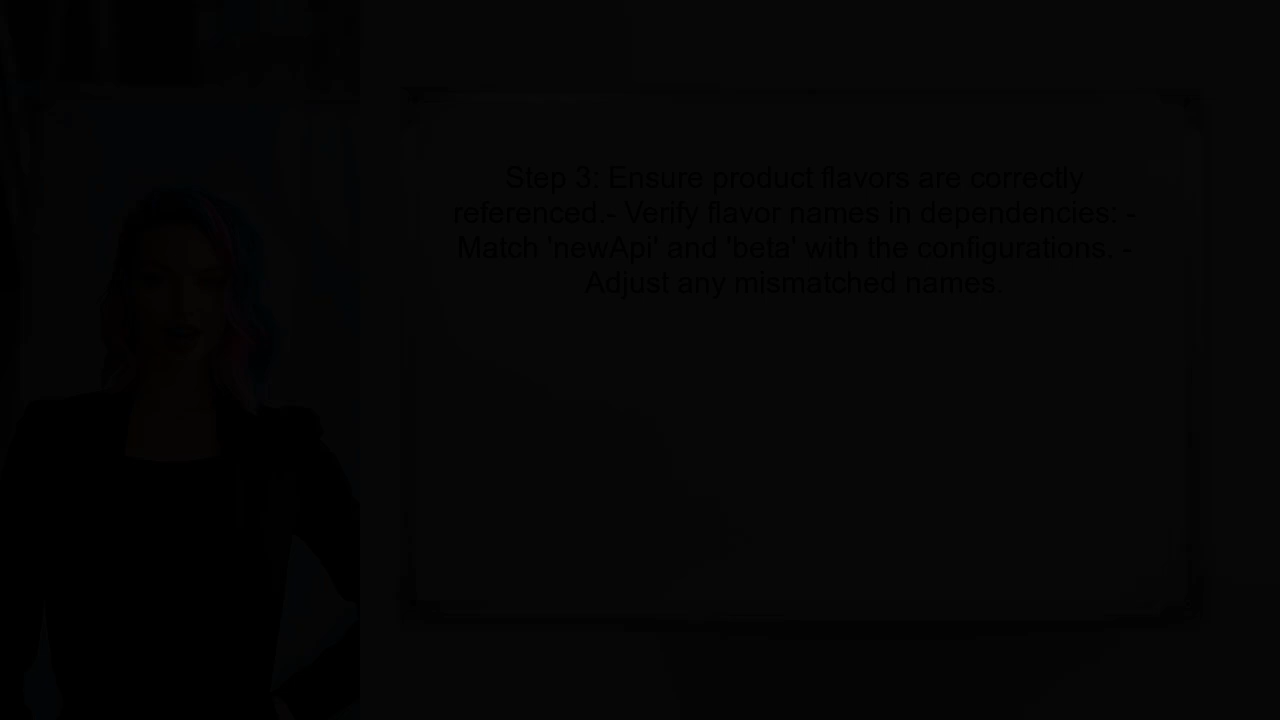 Step 3: Ensure product flavors are correctly
referenced.- Verify flavor names in dependencies: -
Match 'newApi' and 'beta' with the configurations. -
Adjust any mismatched names.